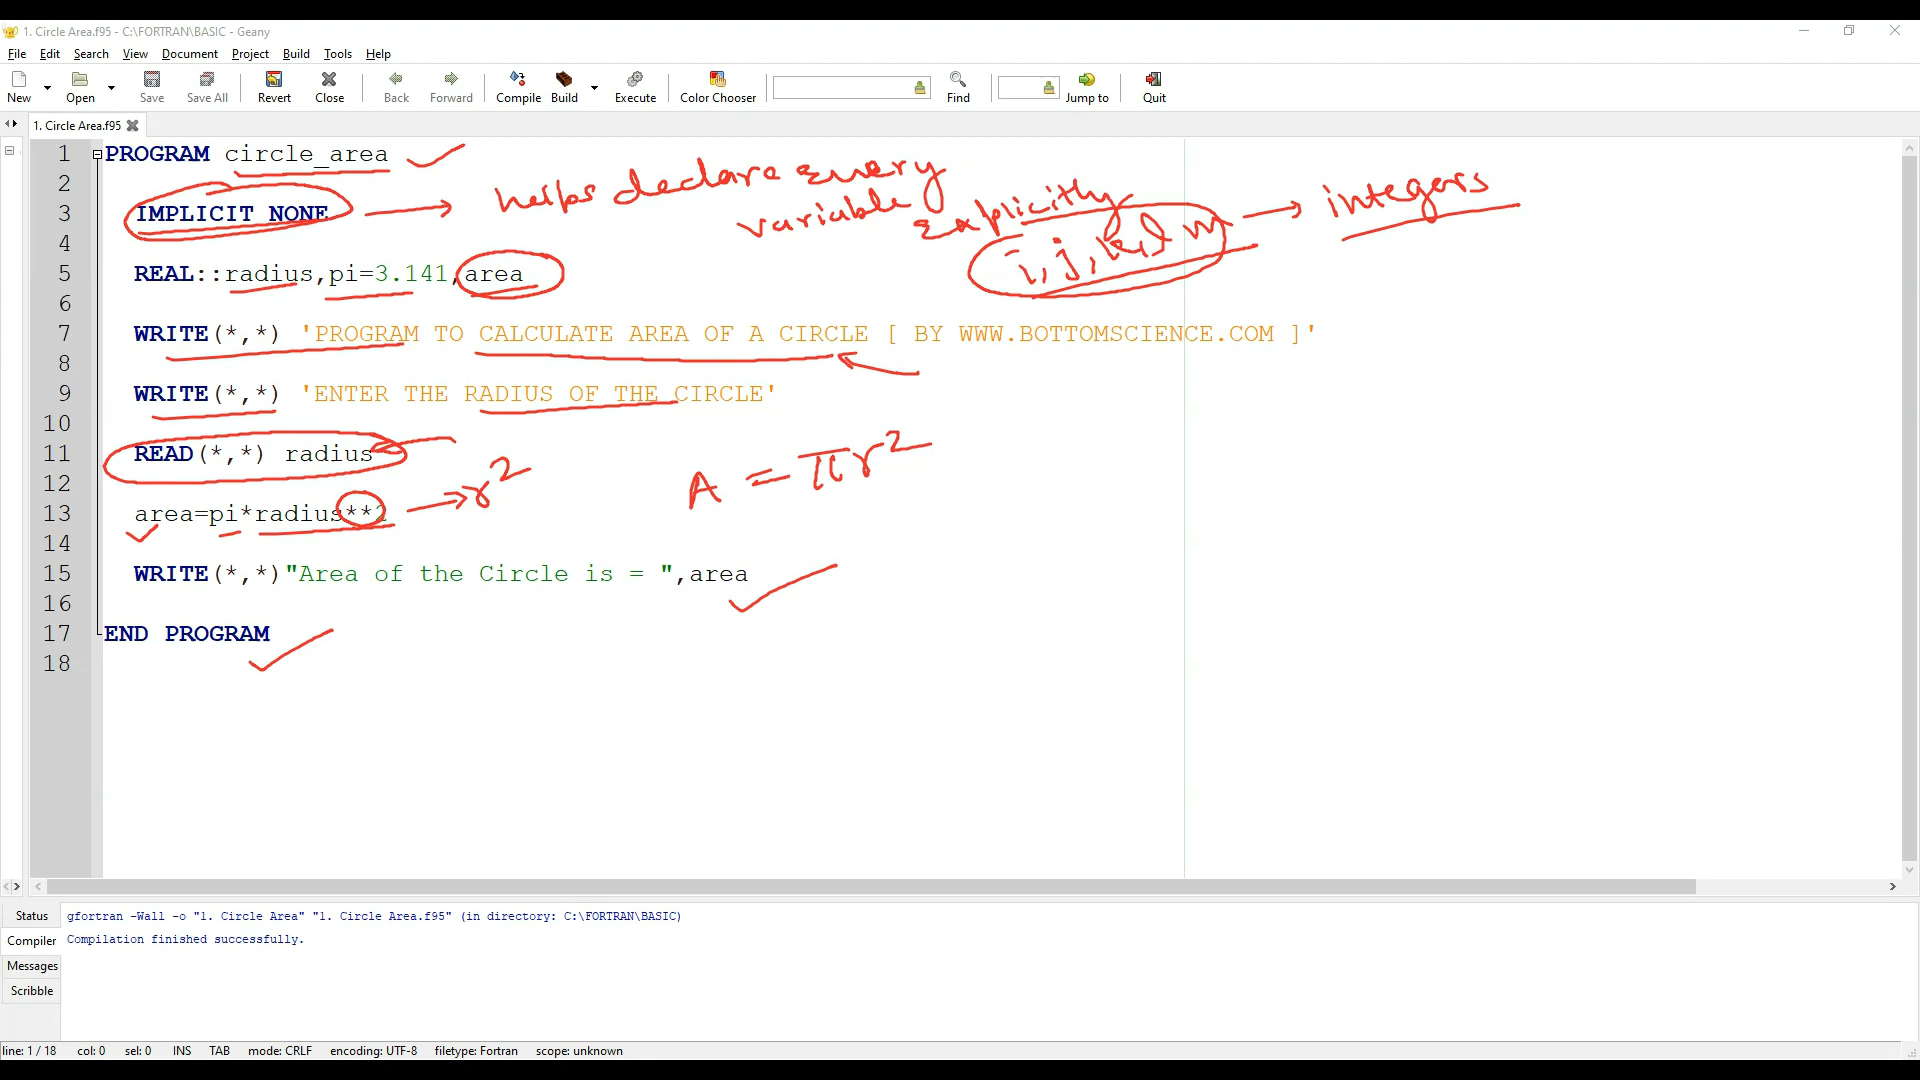 1. Circle Area.f95 - C:\FORTRAN\BASIC - Geany
File Edit Search View Document Project Build Tools Help
New Open Save Save All Revert Close Back Forward Compile Build Execute Color Chooser Find Jump to Quit
1. Circle Area.f95
1 PROGRAM circle_area
helps declare every
2
3 IMPLICIT NONE
variable explicitly
integers
4
i, j, k, l m
5 REAL::radius,pi=3.141,area
6
7 WRITE(*,*) 'PROGRAM TO CALCULATE AREA OF A CIRCLE [ BY WWW.BOTTOMSCIENCE.COM ]'
8
9 WRITE(*,*) 'ENTER THE RADIUS OF THE CIRCLE'
10
11 READ(*,*) radius
12
r²
A = πr²
13 area=pi*radius**2
14
15 WRITE(*,*)"Area of the Circle is = ",area
16
17 END PROGRAM
18
Status
gfortran -Wall -o "1. Circle Area" "1. Circle Area.f95" (in directory: C:\FORTRAN\BASIC)
Compiler
Compilation finished successfully.
Messages
Scribble
line: 1 / 18 col: 0 sel: 0 INS TAB mode: CRLF encoding: UTF-8 filetype: Fortran scope: unknown